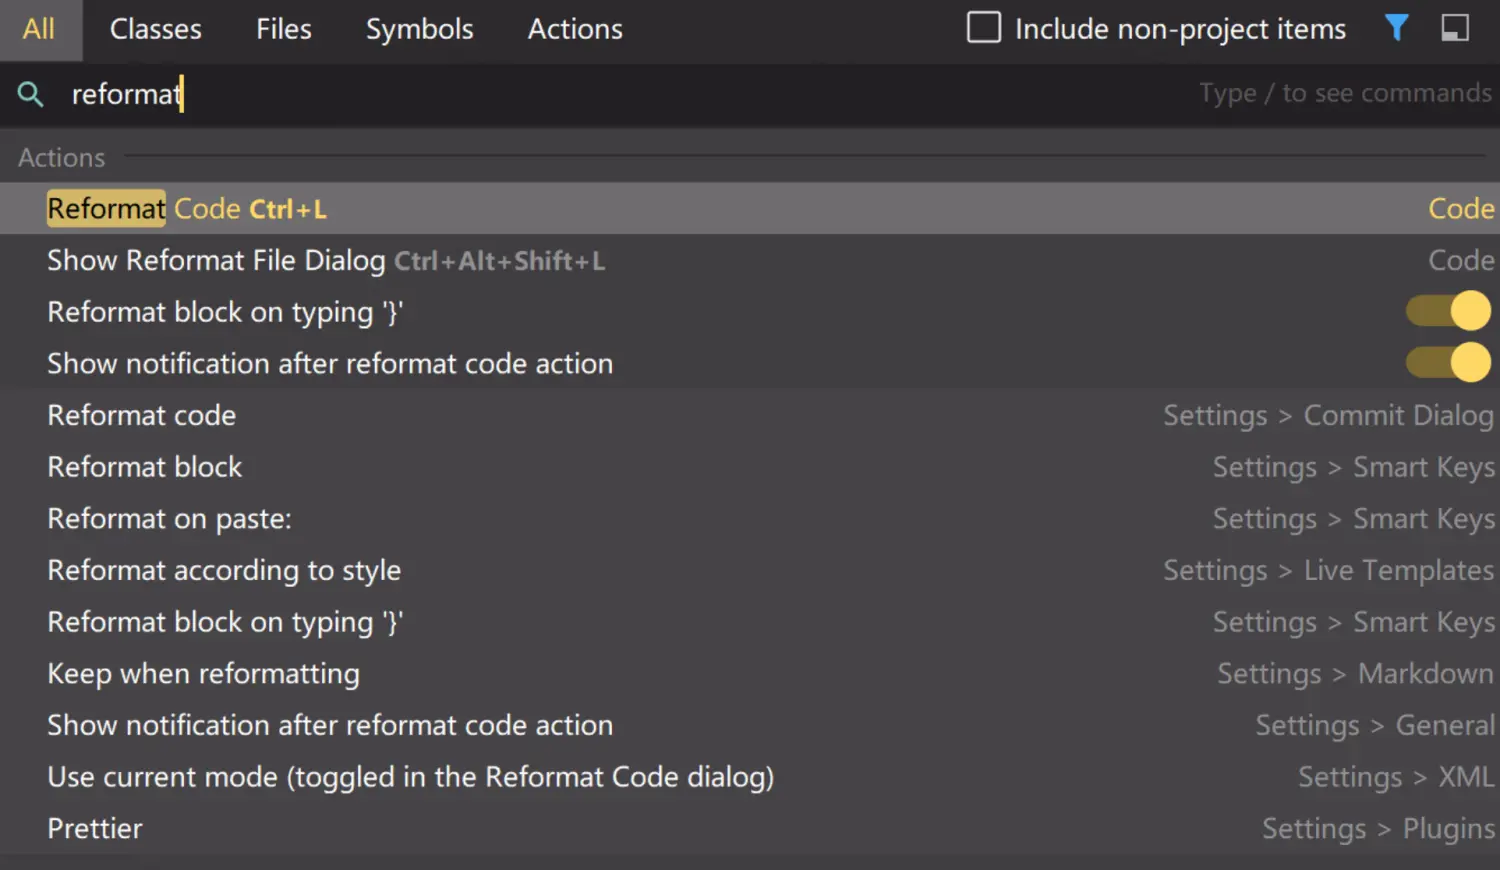 All Classes Files Symbols Actions Include non-project items
reformat Type / to see commands
Actions
Reformat Code Ctrl+L Code
Show Reformat File Dialog Ctrl+Alt+Shift+L Code
Reformat block on typing '}'
Show notification after reformat code action
Reformat code Settings > Commit Dialog
Reformat block Settings > Smart Keys
Reformat on paste: Settings > Smart Keys
Reformat according to style Settings > Live Templates
Reformat block on typing '}' Settings > Smart Keys
Keep when reformatting Settings > Markdown
Show notification after reformat code action Settings > General
Use current mode (toggled in the Reformat Code dialog) Settings > XML
Prettier Settings > Plugins